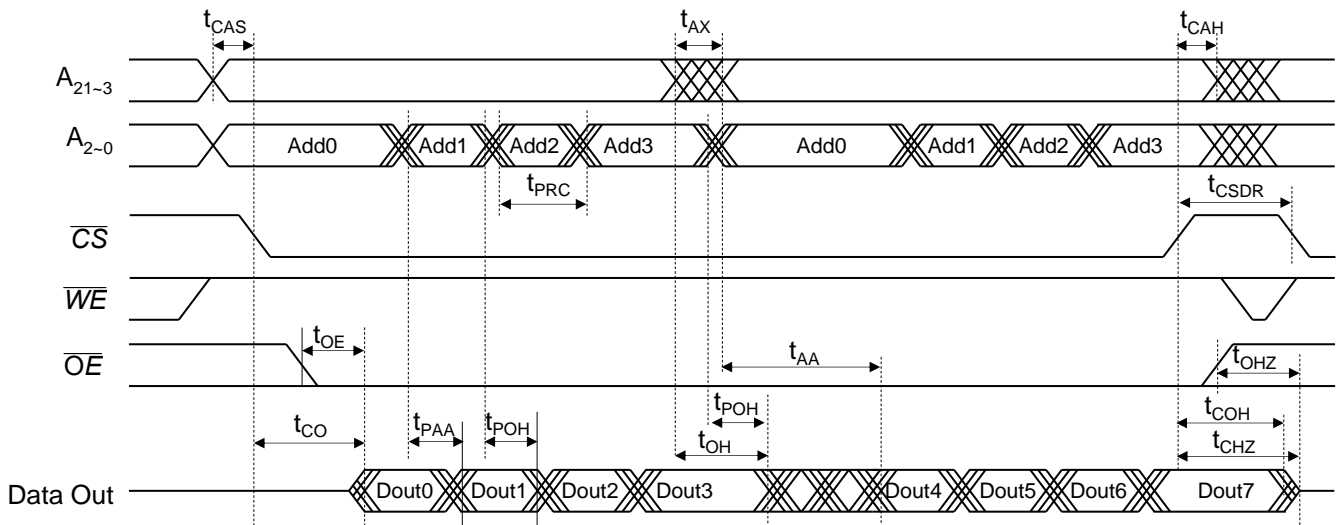 tCAS tAX tCAH
A21~3
A2~0 Add0 Add1 Add2 Add3 Add0 Add1 Add2 Add3
tPRC tCSDR
CS
WE
tOE
OE tAA tOHZ
tCO tPAA tPOH tPOH tOH tCOH
tCHZ
Data Out Dout0 Dout1 Dout2 Dout3 Dout4 Dout5 Dout6 Dout7